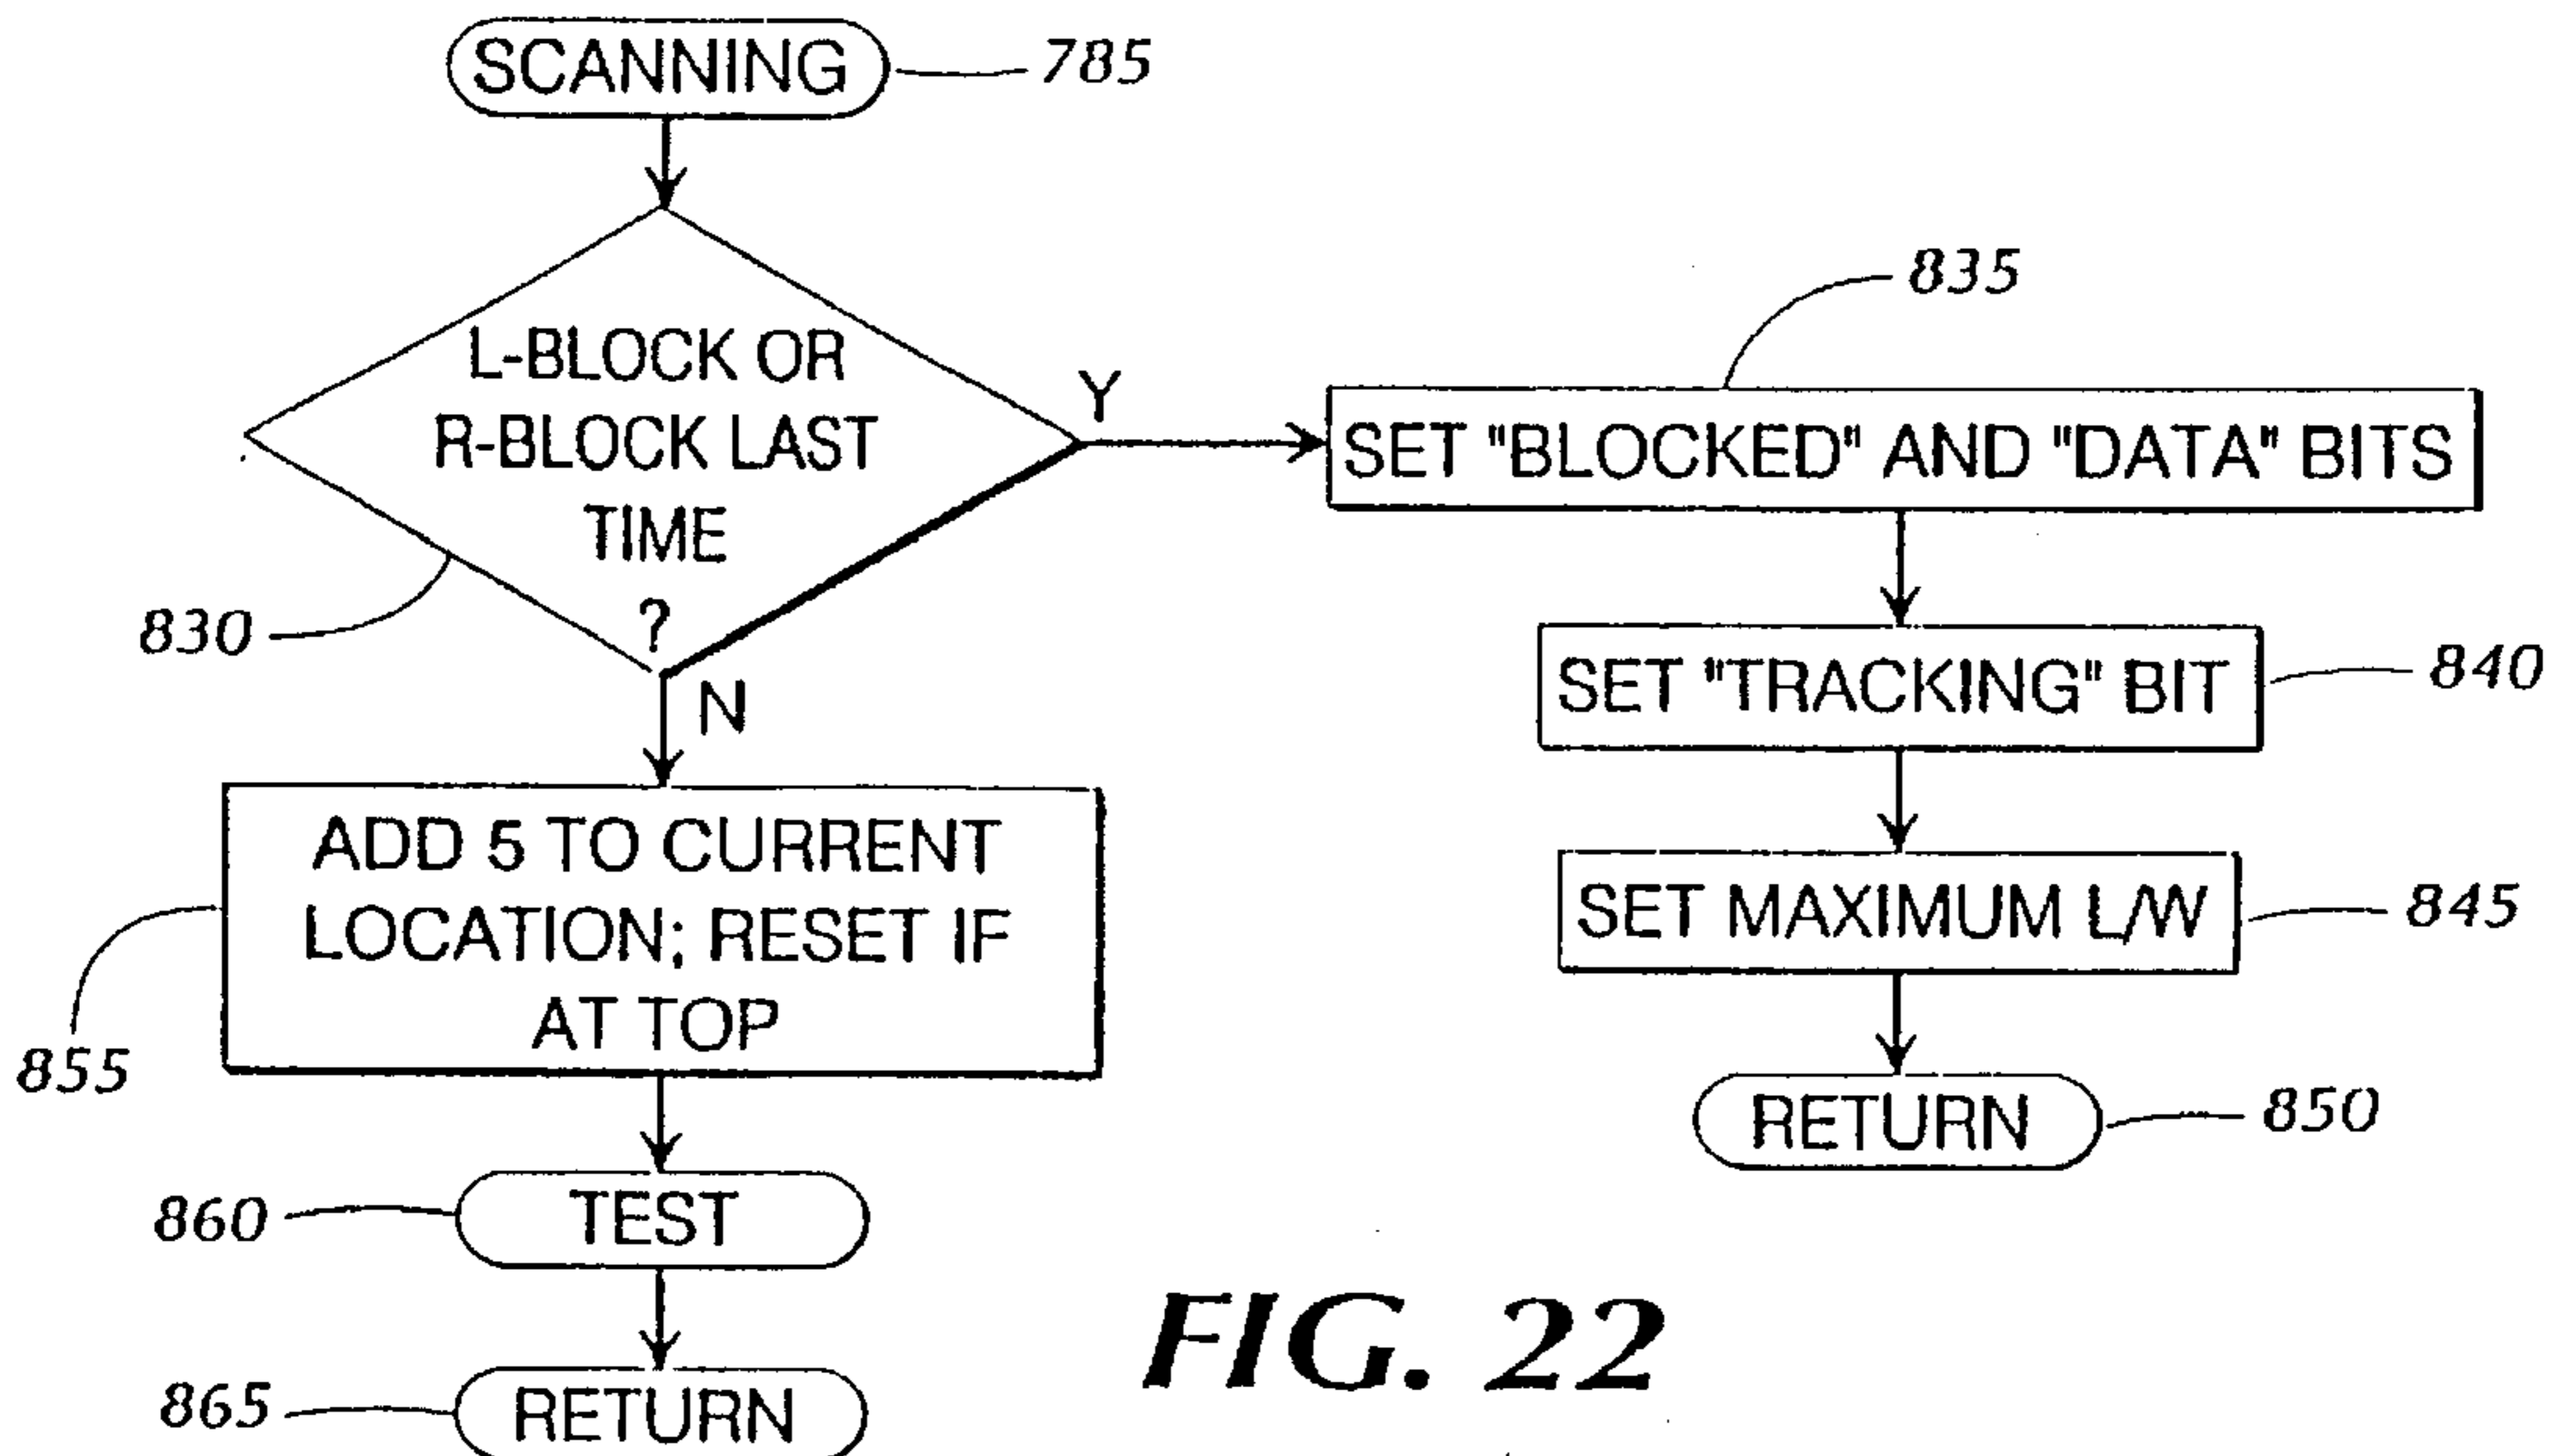 SCANNING
785
L-BLOCK OR
R-BLOCK LAST
TIME
?
830
Y
N
835
SET "BLOCKED" AND "DATA" BITS
SET "TRACKING" BIT
840
SET MAXIMUM L/W
845
RETURN
850
ADD 5 TO CURRENT
LOCATION; RESET IF
AT TOP
855
860
TEST
865
RETURN
FIG. 22